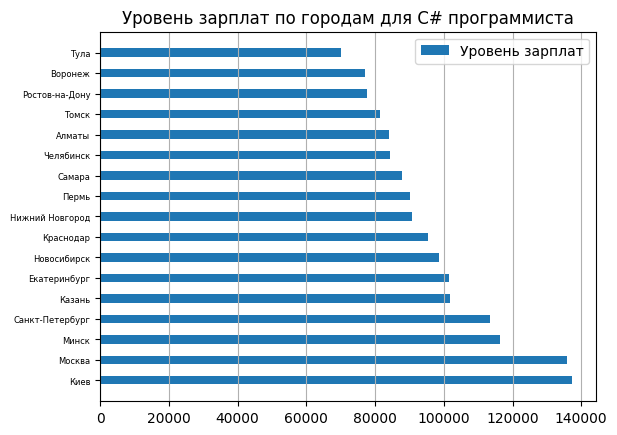 Уровень зарплат по городам для C# программиста
Уровень зарплат
Тула
Воронеж
Ростов-на-Дону
Томск
Алматы
Челябинск
Самара
Пермь
Нижний Новгород
Краснодар
Новосибирск
Екатеринбург
Казань
Санкт-Петербург
Минск
Москва
Киев
0 20000 40000 60000 80000 100000 120000 140000